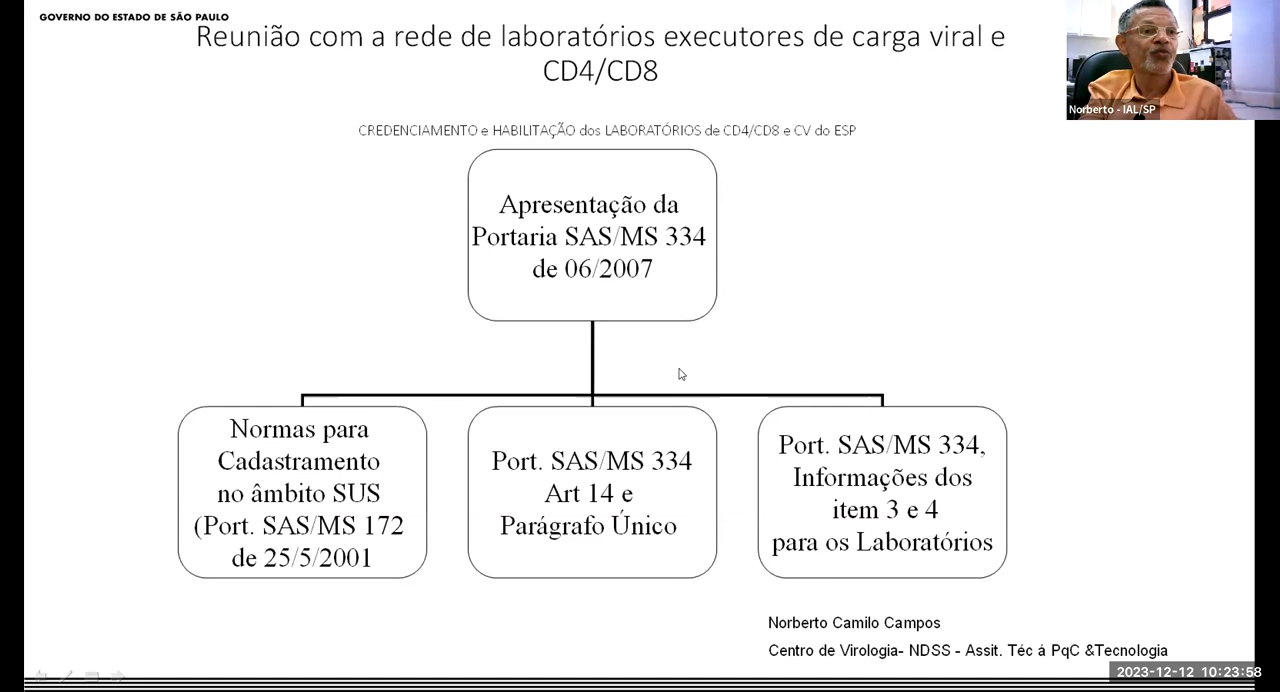 GOVERNO DO ESTADO DE SÃO PAULO
Reunião com a rede de laboratórios executores de carga viral e
CD4/CD8
Norberto - IAL/SP
CREDENCIAMENTO e HABILITAÇÃO dos LABORATÓRIOS de CD4/CD8 e CV do ESP
Apresentação da
Portaria SAS/MS 334
de 06/2007
Normas para
Cadastramento
no âmbito SUS
(Port. SAS/MS 172
de 25/5/2001
Port. SAS/MS 334
Art 14 e
Parágrafo Único
Port. SAS/MS 334,
Informações dos
item 3 e 4
para os Laboratórios
Norberto Camilo Campos
Centro de Virologia- NDSS - Assit. Téc á PqC &Tecnologia
2023-12-12 10:23:58